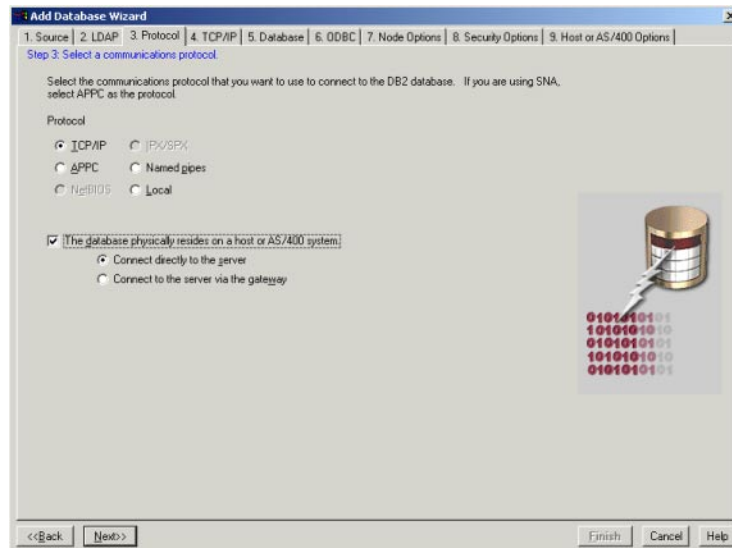 Add Database Wizard
1. Source 2. LDAP 3. Protocol 4. TCP/IP 5. Database 6. ODBC 7. Node Options 8. Security Options 9. Host or AS/400 Options
Step 3: Select a communications protocol.
Select the communications protocol that you want to use to connect to the DB2 database. If you are using SNA,
select APPC as the protocol.
Protocol
TCP/IP IPX/SPX
APPC Named pipes
NetBIOS Local
The database physically resides on a host or AS/400 system.
Connect directly to the server
Connect to the server via the gateway
0101010101
1010101010
0101010101
1010101010
0101010101
<<Back Next>> Finish Cancel Help